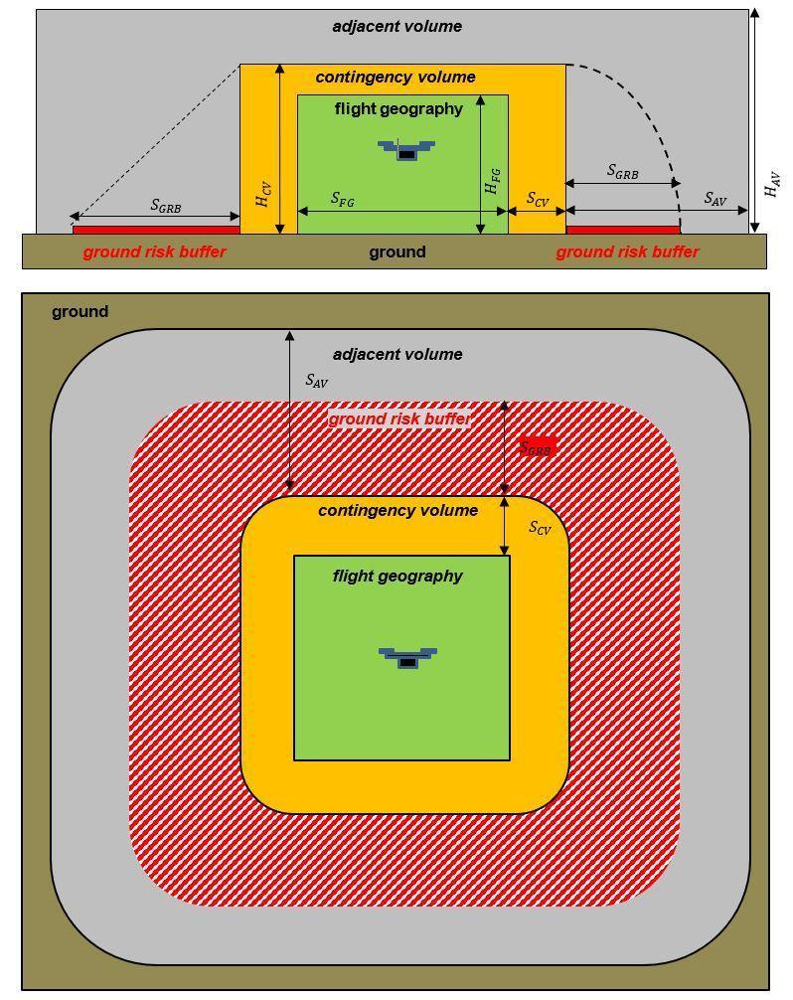 adjacent volume
contingency volume
flight geography
H_CV
H_FG
H_AV
S_GRB
S_FG
S_CV
S_GRB
S_AV
ground risk buffer
ground
ground risk buffer
ground
adjacent volume
S_AV
ground risk buffer
S_GRB
contingency volume
S_CV
flight geography